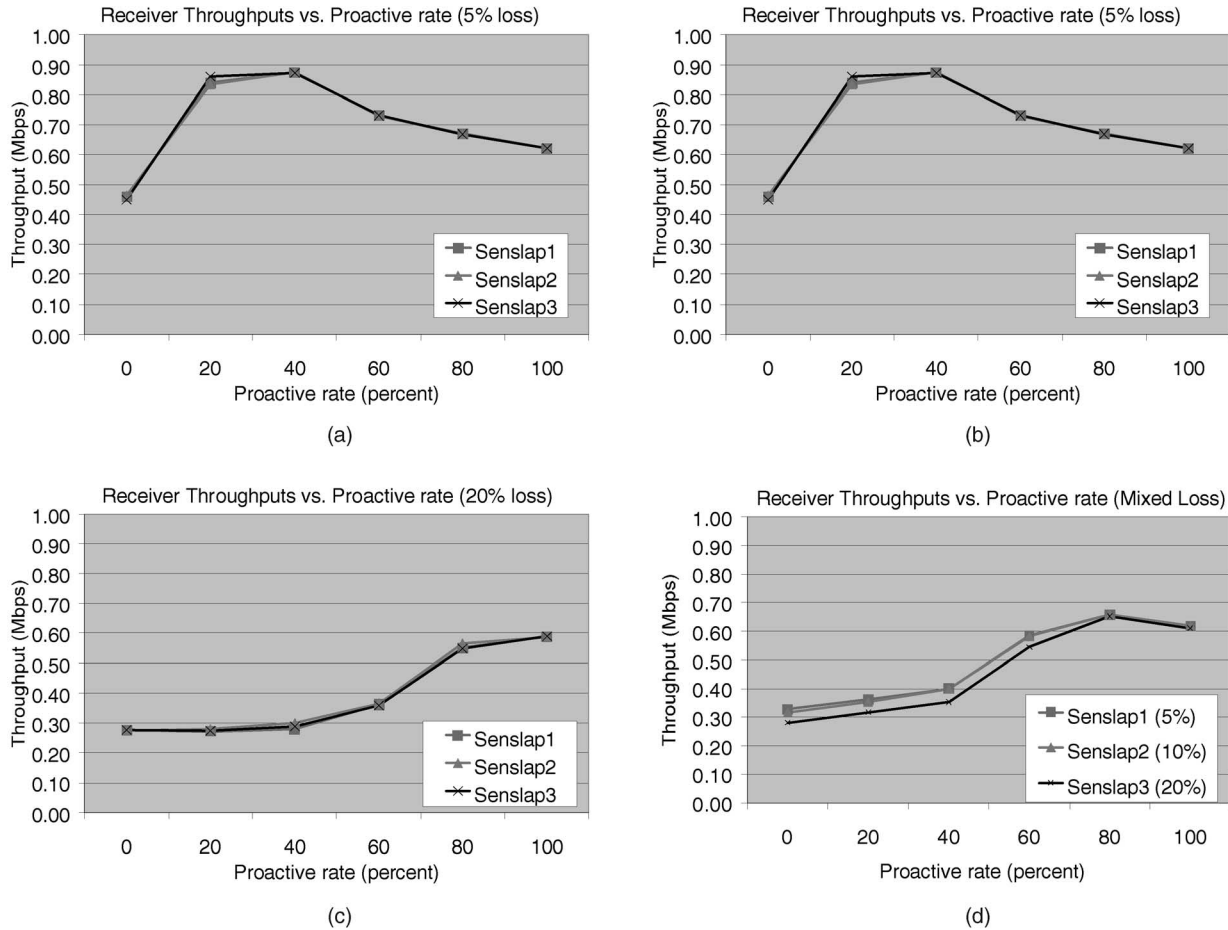 Receiver Throughputs vs. Proactive rate (5% loss)
Throughput (Mbps)
1.00
0.90
0.80
0.70
0.60
0.50
0.40
0.30
0.20
0.10
0.00
Senslap1
Senslap2
Senslap3
0 20 40 60 80 100
Proactive rate (percent)
(a)
Receiver Throughputs vs. Proactive rate (5% loss)
Throughput (Mbps)
1.00
0.90
0.80
0.70
0.60
0.50
0.40
0.30
0.20
0.10
0.00
Senslap1
Senslap2
Senslap3
0 20 40 60 80 100
Proactive rate (percent)
(b)
Receiver Throughputs vs. Proactive rate (20% loss)
Throughput (Mbps)
1.00
0.90
0.80
0.70
0.60
0.50
0.40
0.30
0.20
0.10
0.00
Senslap1
Senslap2
Senslap3
0 20 40 60 80 100
Proactive rate (percent)
(c)
Receiver Throughputs vs. Proactive rate (Mixed Loss)
Throughput (Mbps)
1.00
0.90
0.80
0.70
0.60
0.50
0.40
0.30
0.20
0.10
0.00
Senslap1 (5%)
Senslap2 (10%)
Senslap3 (20%)
0 20 40 60 80 100
Proactive rate (percent)
(d)